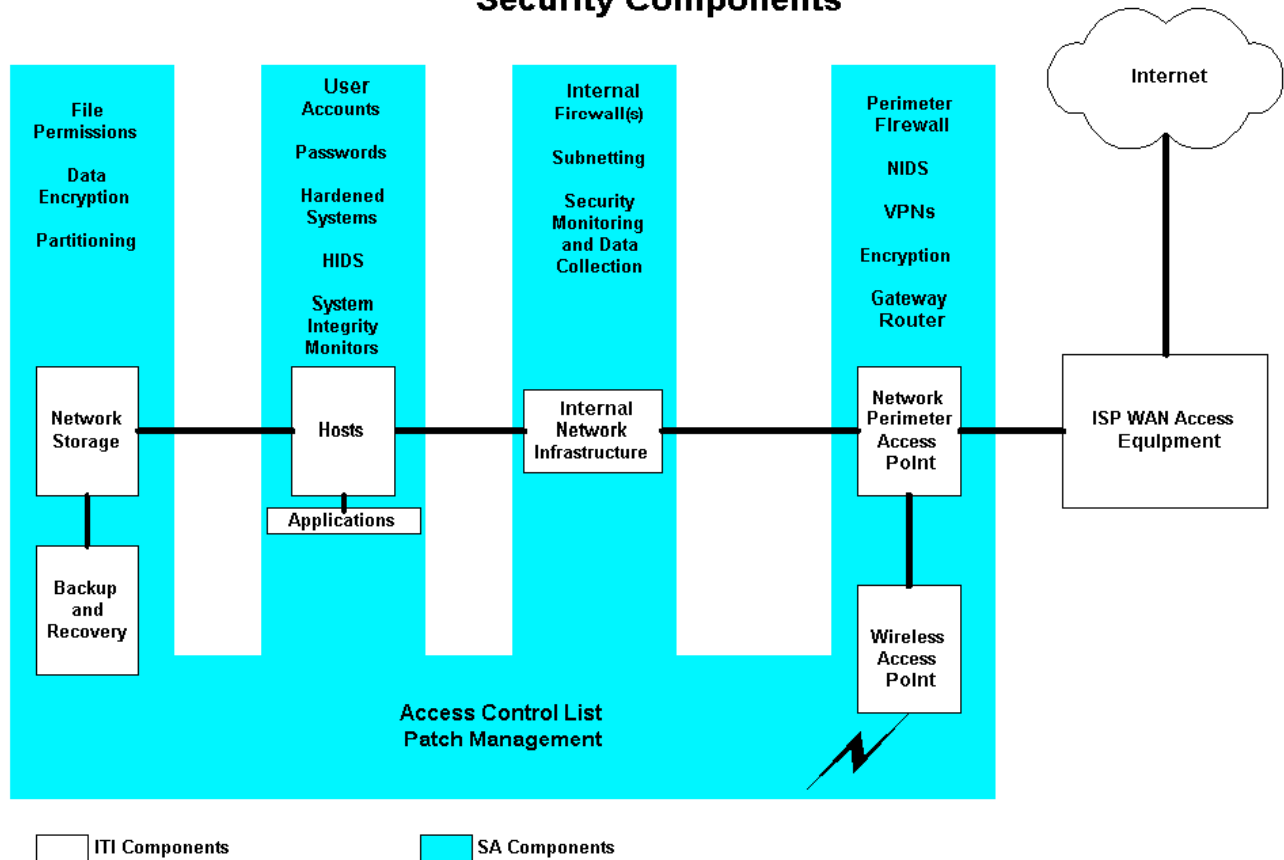 Security Components
Internet
File
Permissions
Data
Encryption
Partitioning
User
Accounts
Passwords
Hardened
Systems
HIDS
System
Integrity
Monitors
Internal
Firewall(s)
Subnetting
Security
Monitoring
and Data
Collection
Perimeter
Firewall
NIDS
VPNs
Encryption
Gateway
Router
Network
Storage
Hosts
Internal
Network
Infrastructure
Network
Perimeter
Access
Point
ISP WAN Access
Equipment
Applications
Backup
and
Recovery
Wireless
Access
Point
Access Control List
Patch Management
ITI Components
SA Components